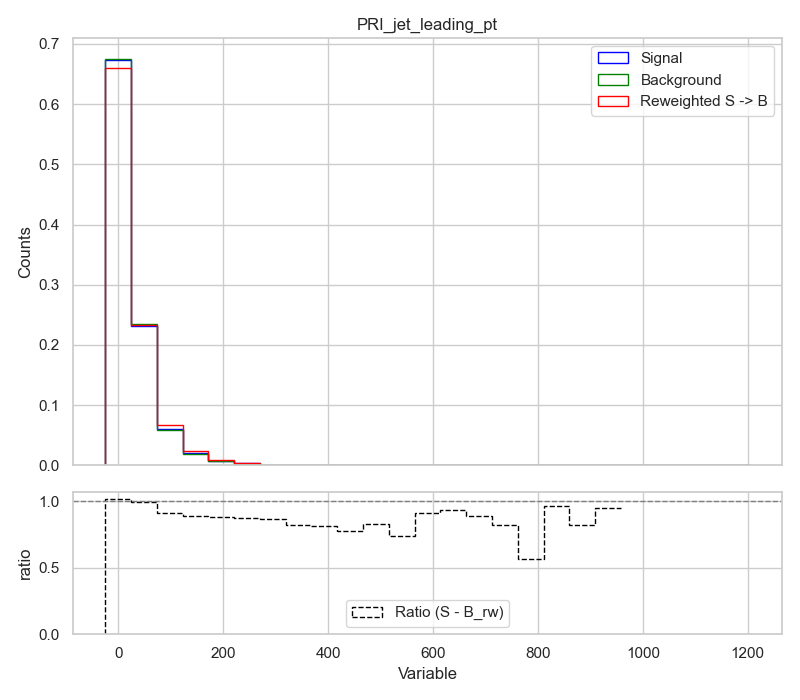 PRI_jet_leading_pt
Signal
Background
Reweighted S -> B
Counts
0.7
0.6
0.5
0.4
0.3
0.2
0.1
0.0
ratio
1.0
0.5
0.0
Ratio (S - B_rw)
0 200 400 600 800 1000 1200
Variable